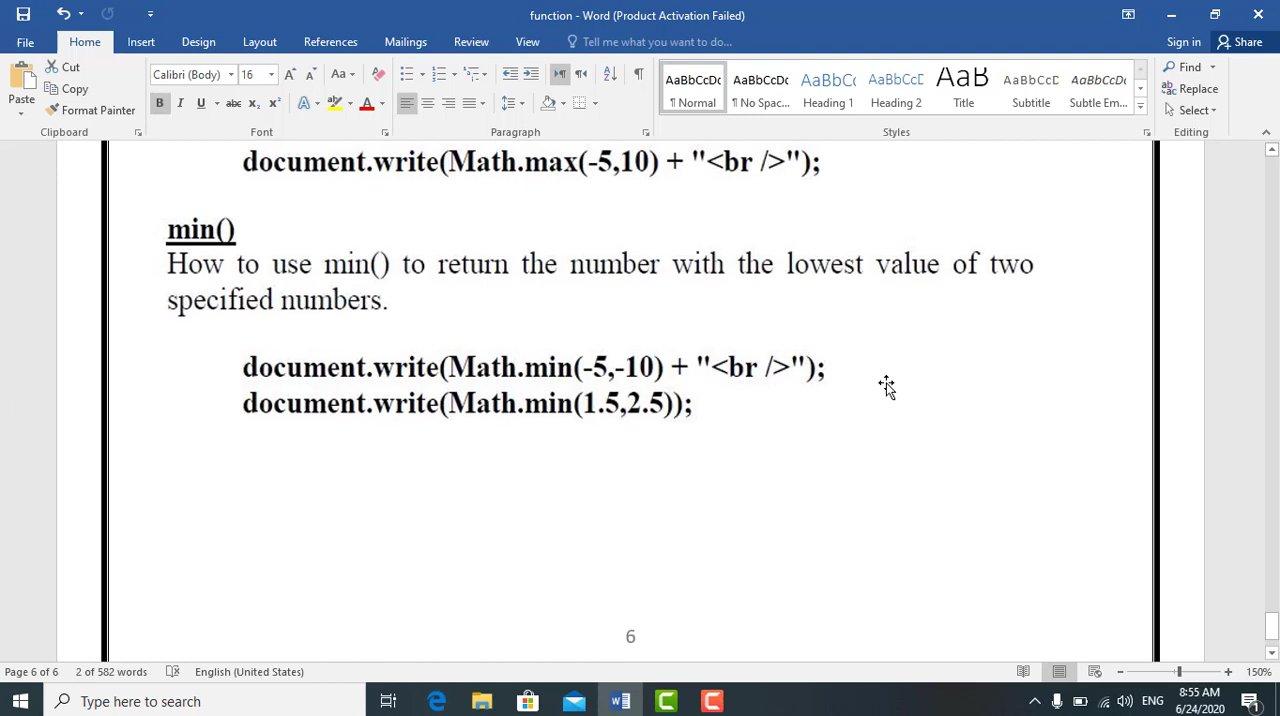 function - Word (Product Activation Failed)
File Home Insert Design Layout References Mailings Review View Tell me what you want to do... Sign in Share
Paste Cut Copy Format Painter
Calibri (Body) 16
AaBbCcDc AaBbCcDc AaBbCc AaBbCcD AaB AaBbCcD AaBbCcD
¶ Normal ¶ No Spac... Heading 1 Heading 2 Title Subtitle Subtle Em...
Find Replace Select
Clipboard Font Paragraph Styles Editing
document.write(Math.max(-5,10) + "<br />");
min()
How to use min() to return the number with the lowest value of two
specified numbers.
document.write(Math.min(-5,-10) + "<br />");
document.write(Math.min(1.5,2.5));
6
Page 6 of 6 2 of 582 words English (United States) 150%
Type here to search ENG 8:55 AM
6/24/2020 1